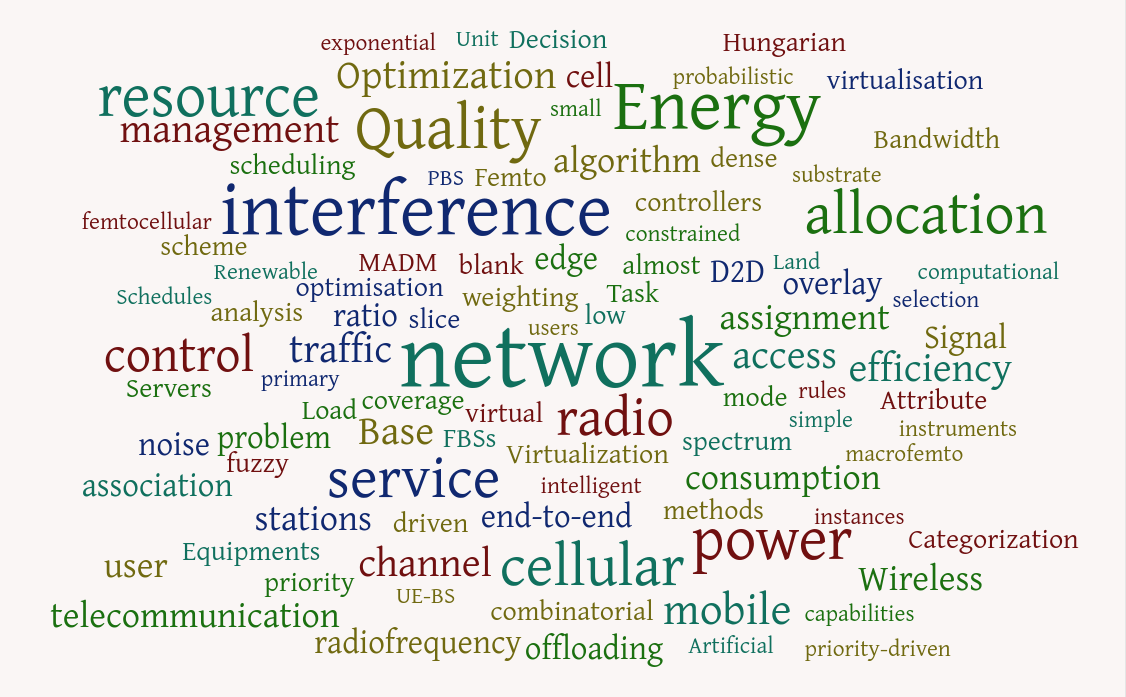 exponential Unit Decision Hungarian
Optimization cell probabilistic virtualisation
resource small Energy
management Quality Bandwidth
scheduling algorithm dense
PBS Femto substrate
femtocellular interference controllers allocation
scheme constrained
MADM blank edge almost D2D Land computational
Renewable optimisation weighting Task overlay selection
Schedules analysis ratio slice users low assignment Signal
control traffic network access efficiency
Servers primary mode rules Attribute
Load coverage virtual radio simple instruments
noise problem Base FBSs spectrum
fuzzy Virtualization macrofemto
association service intelligent consumption
stations driven end-to-end methods instances
power Categorization
user Equipments channel cellular Wireless
priority UE-BS
telecommunication combinatorial mobile capabilities
radiofrequency offloading Artificial priority-driven